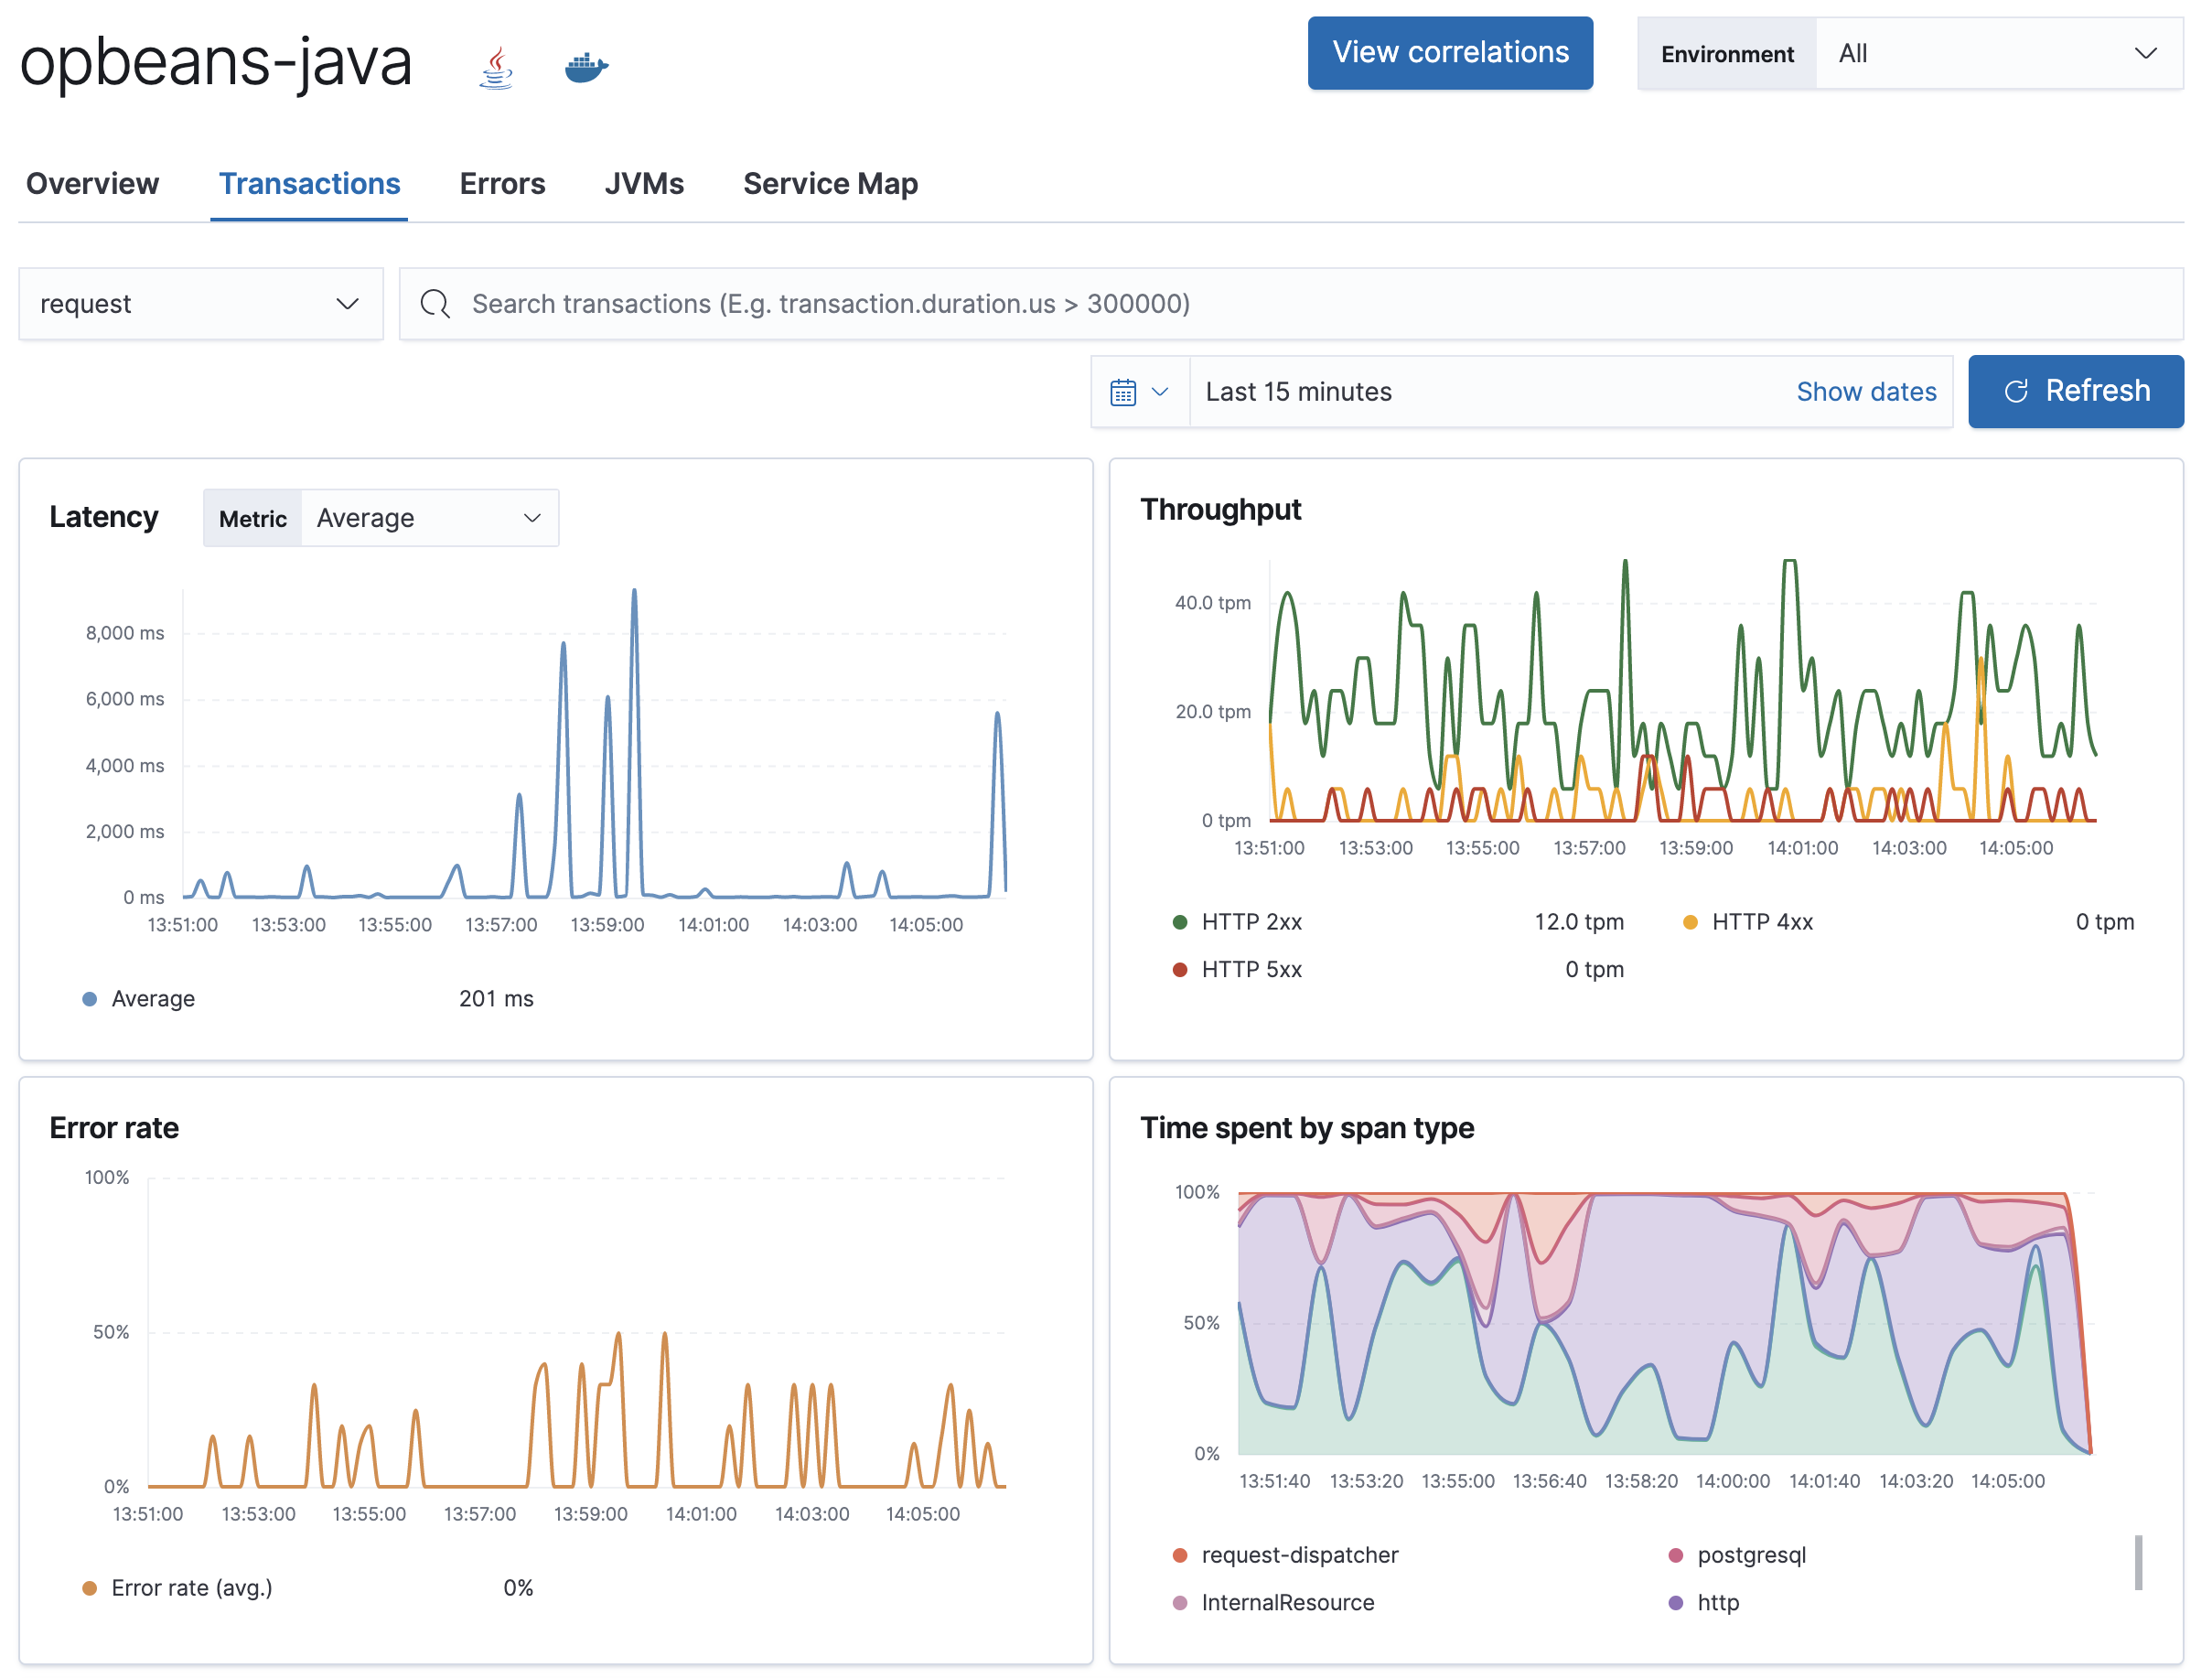 opbeans-java
View correlations
Environment All
Overview Transactions Errors JVMs Service Map
request
Search transactions (E.g. transaction.duration.us > 300000)
Last 15 minutes Show dates
Refresh
Latency Metric Average
8,000 ms
6,000 ms
4,000 ms
2,000 ms
0 ms
13:51:00 13:53:00 13:55:00 13:57:00 13:59:00 14:01:00 14:03:00 14:05:00
Average 201 ms
Throughput
40.0 tpm
20.0 tpm
0 tpm
13:51:00 13:53:00 13:55:00 13:57:00 13:59:00 14:01:00 14:03:00 14:05:00
HTTP 2xx 12.0 tpm HTTP 4xx 0 tpm
HTTP 5xx 0 tpm
Error rate
100%
50%
0%
13:51:00 13:53:00 13:55:00 13:57:00 13:59:00 14:01:00 14:03:00 14:05:00
Error rate (avg.) 0%
Time spent by span type
100%
50%
0%
13:51:40 13:53:20 13:55:00 13:56:40 13:58:20 14:00:00 14:01:40 14:03:20 14:05:00
request-dispatcher postgresql
InternalResource http